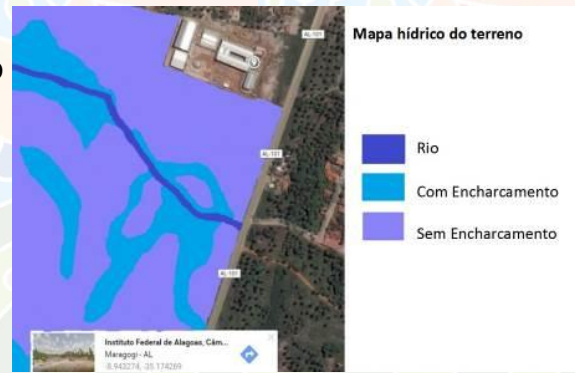 Mapa hídrico do terreno
AL-101
AL-101
AL-101
Rio
Com Encharcamento
Sem Encharcamento
Instituto Federal de Alagoas, Câm...
Maragogi - AL
-8.943274, -35.174269